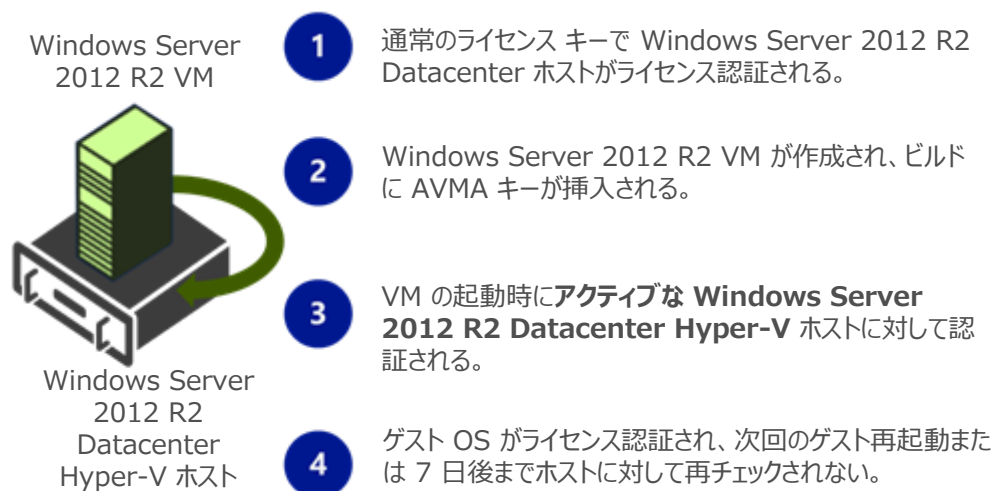 Windows Server
2012 R2 VM
1
通常のライセンス キーで Windows Server 2012 R2
Datacenter ホストがライセンス認証される。
2
Windows Server 2012 R2 VM が作成され、ビルド
に AVMA キーが挿入される。
3
VM の起動時にアクティブな Windows Server
2012 R2 Datacenter Hyper-V ホストに対して認
証される。
Windows Server
2012 R2
Datacenter
Hyper-V ホスト
4
ゲスト OS がライセンス認証され、次回のゲスト再起動また
は 7 日後までホストに対して再チェックされない。